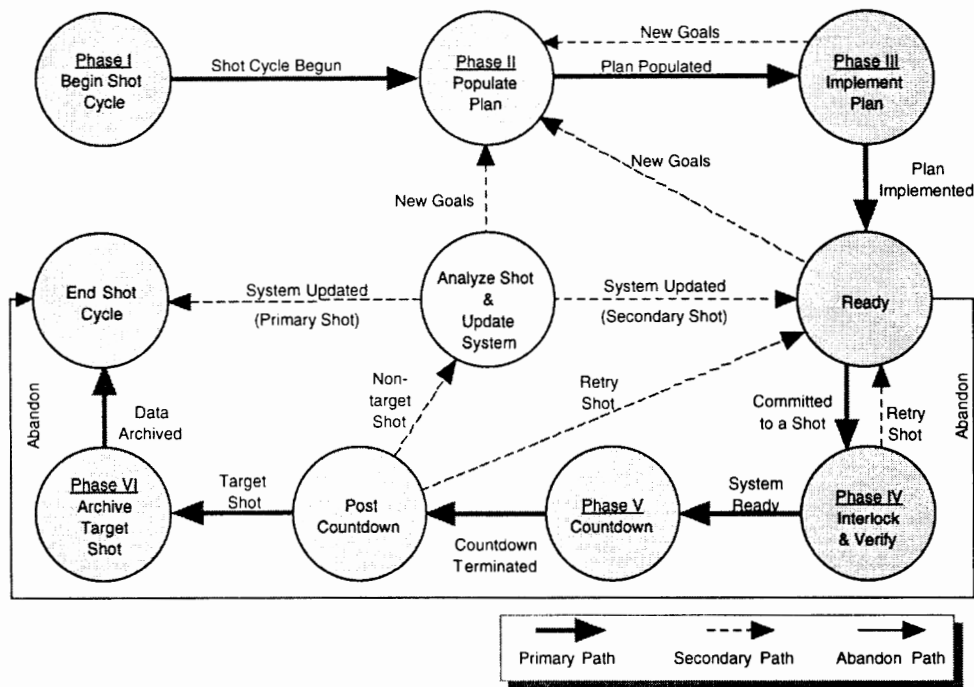 Phase I
Begin Shot
Cycle
Shot Cycle Begun
Phase II
Populate
Plan
New Goals
Plan Populated
Phase III
Implement
Plan
New Goals
Plan
Implemented
New Goals
End Shot
Cycle
System Updated
(Primary Shot)
Analyze Shot
&
Update
System
System Updated
(Secondary Shot)
Ready
Abandon
Data
Archived
Non-
target
Shot
Retry
Shot
Committed
to a Shot
Retry
Shot
Abandon
Phase VI
Archive
Target
Shot
Target
Shot
Post
Countdown
Countdown
Terminated
Phase V
Countdown
System
Ready
Phase IV
Interlock
& Verify
Primary Path
Secondary Path
Abandon Path